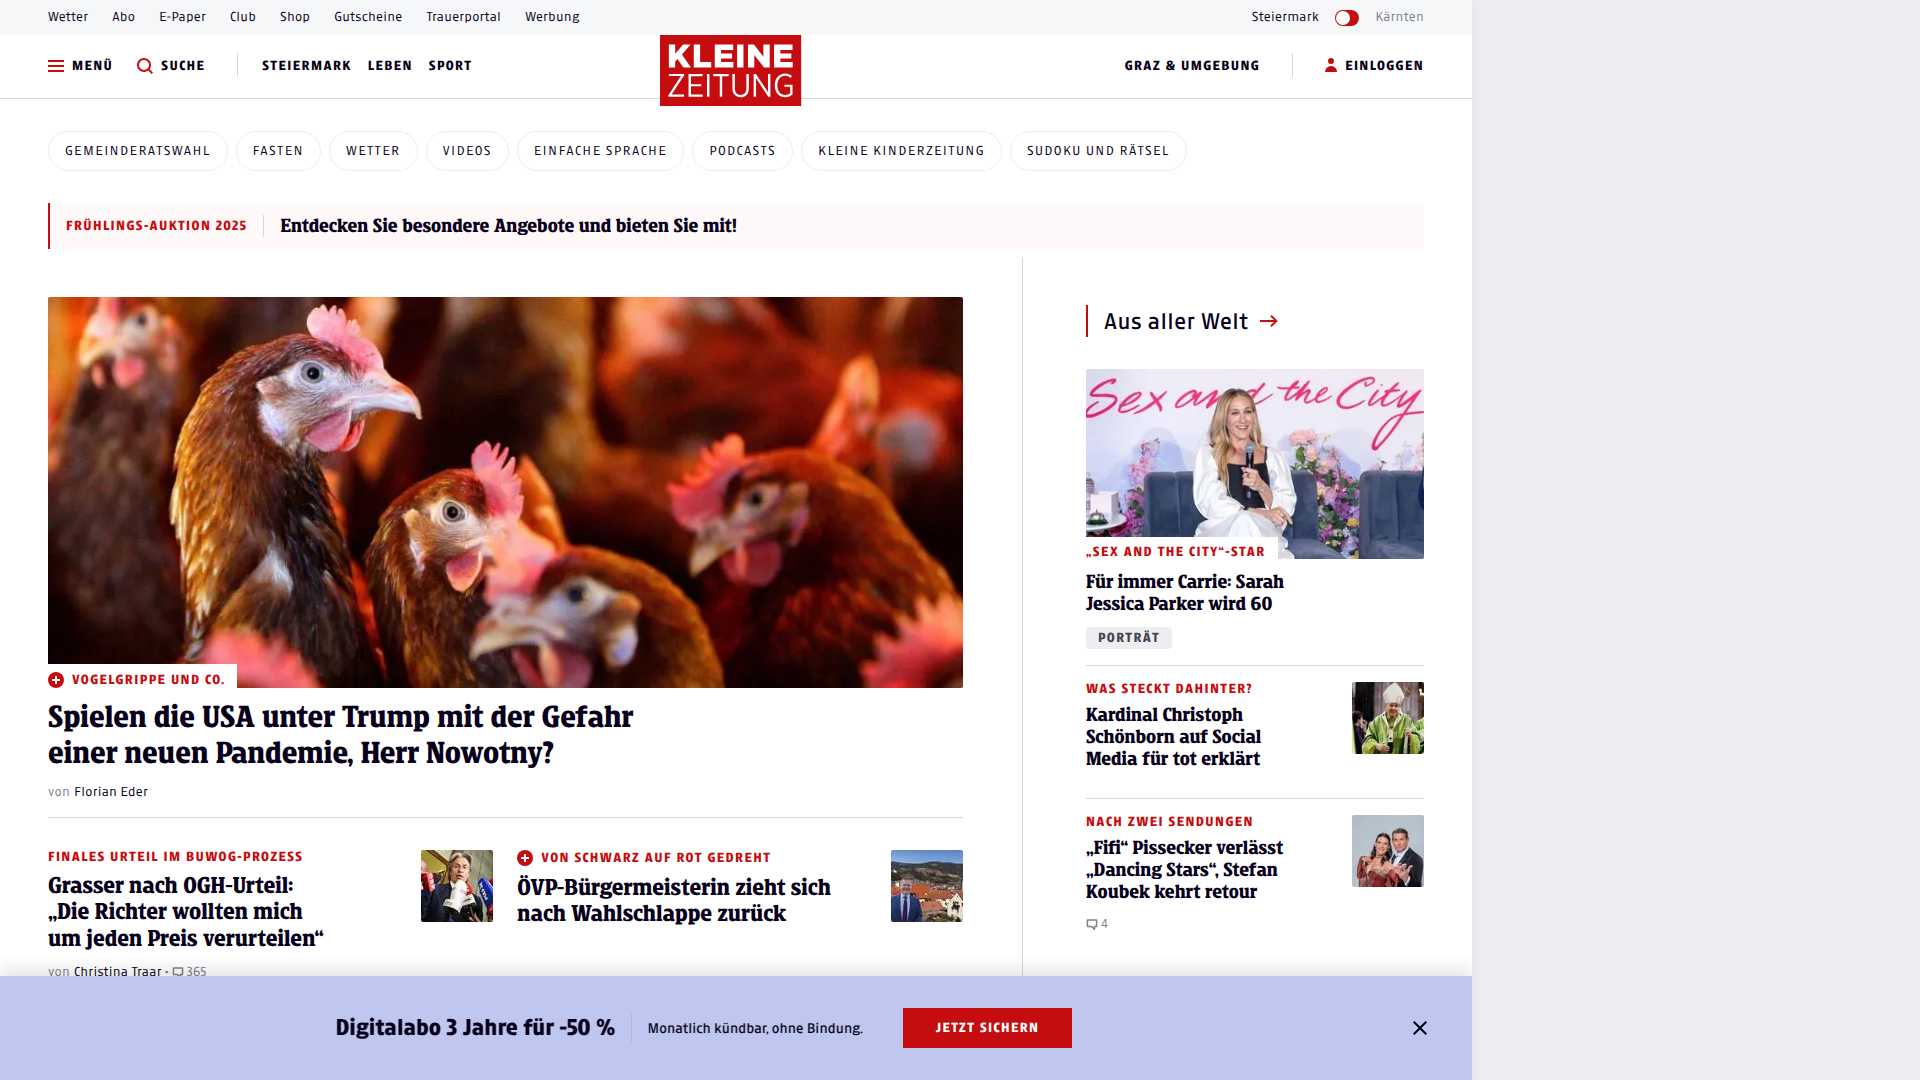 Wetter Abo E-Paper Club Shop Gutscheine Trauerportal Werbung Steiermark Kärnten
MENÜ SUCHE STEIERMARK LEBEN SPORT KLEINE ZEITUNG GRAZ & UMGEBUNG EINLOGGEN
GEMEINDERATSWAHL FASTEN WETTER VIDEOS EINFACHE SPRACHE PODCASTS KLEINE KINDERZEITUNG SUDOKU UND RÄTSEL
FRÜHLINGS-AUKTION 2025 Entdecken Sie besondere Angebote und bieten Sie mit!
VOGELGRIPPE UND CO.
Spielen die USA unter Trump mit der Gefahr
einer neuen Pandemie, Herr Nowotny?
von Florian Eder
FINALES URTEIL IM BUWOG-PROZESS
Grasser nach OGH-Urteil:
„Die Richter wollten mich
um jeden Preis verurteilen“
von Christina Traar · 365
VON SCHWARZ AUF ROT GEDREHT
ÖVP-Bürgermeisterin zieht sich
nach Wahlschlappe zurück
Aus aller Welt
Sex and the City
„SEX AND THE CITY“-STAR
Für immer Carrie: Sarah
Jessica Parker wird 60
PORTRÄT
WAS STECKT DAHINTER?
Kardinal Christoph
Schönborn auf Social
Media für tot erklärt
NACH ZWEI SENDUNGEN
„Fifi“ Pissecker verlässt
„Dancing Stars“, Stefan
Koubek kehrt retour
4
Digitalabo 3 Jahre für -50 % Monatlich kündbar, ohne Bindung. JETZT SICHERN